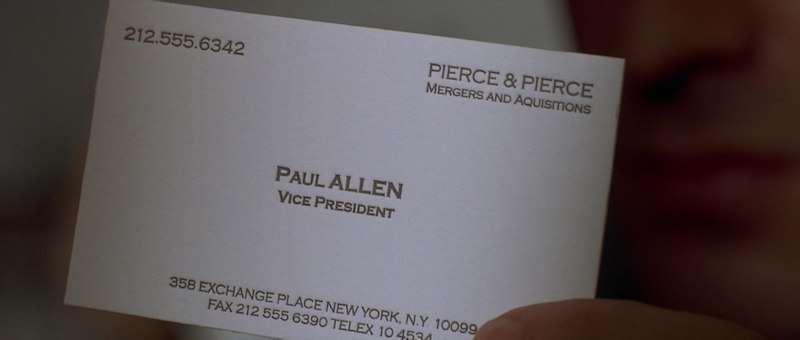 212.555.6342
PIERCE & PIERCE
MERGERS AND AQUISITIONS
PAUL ALLEN
VICE PRESIDENT
358 EXCHANGE PLACE NEW YORK, N.Y. 10099
FAX 212 555 6390 TELEX 10 4534